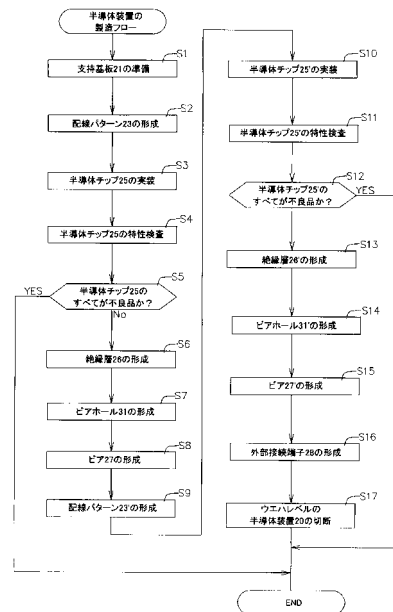 半導体装置の
製造フロー
S1
支持基板21の準備
S2
配線パターン23の形成
S3
半導体チップ25の実装
S4
半導体チップ25の特性検査
S5
YES
半導体チップ25の
すべてが不良品か?
No
S6
絶縁層26の形成
S7
ビアホール31の形成
S8
ビア27の形成
S9
配線パターン23'の形成
S10
半導体チップ25'の実装
S11
半導体チップ25'の特性検査
S12
半導体チップ25'の
すべてが不良品か?
YES
S13
絶縁層26'の形成
S14
ビアホール31'の形成
S15
ビア27'の形成
S16
外部接続端子28の形成
S17
ウエハレベルの
半導体装置20の切断
END